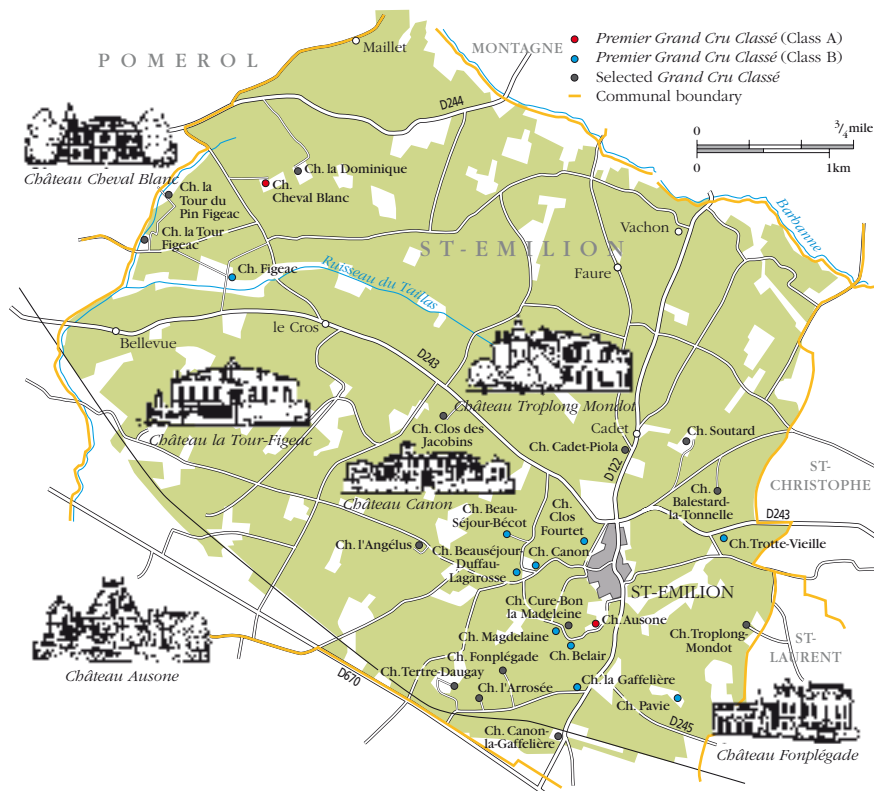 POMEROL
Maillet
MONTAGNE
Premier Grand Cru Classé (Class A)
Premier Grand Cru Classé (Class B)
Selected Grand Cru Classé
Communal boundary
D244
0
3/4 mile
0
1km
Château Cheval Blanc
Ch. la Dominique
Ch.
Cheval Blanc
Ch. la
Tour du
Pin Figeac
Ch. la Tour
Figeac
Ch. Figeac
ST-EMILION
Vachon
Barbanne
Faure
Ruisseau du Taillas
le Cros
Bellevue
D243
Château Troplong Mondot
Château la Tour-Figeac
Ch. Clos des
Jacobins
Cadet
Ch. Cadet-Piola
D122
Ch. Soutard
Ch.
Balestard-
la-Tonnelle
ST-
CHRISTOPHE
D243
Château Canon
Ch. Beau-
Séjour-Bécot
Ch.
Clos
Fourtet
Ch. Trotte-Vieille
Ch. l'Angélus
Ch. Beauséjour-
Duffau-
Lagarosse
Ch. Canon
ST-EMILION
Ch. Cure-Bon
la Madeleine
Ch. Ausone
Ch. Magdelaine
Ch. Belair
Ch. Troplong-
Mondot
ST-
LAURENT
Château Ausone
D670
Ch. Tertre-Daugay
Ch. Fonplégade
Ch. l'Arrosée
Ch. la Gaffelière
Ch. Pavie
D245
Ch. Canon-
la-Gaffelière
Château Fonplégade